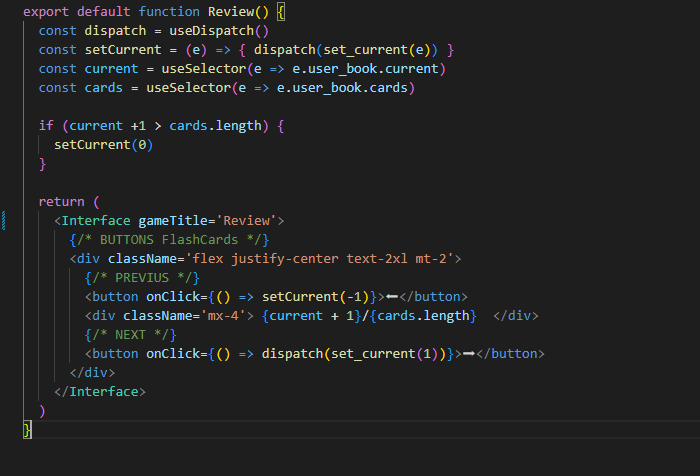 export default function Review() {
const dispatch = useDispatch()
const setCurrent = (e) => { dispatch(set_current(e)) }
const current = useSelector(e => e.user_book.current)
const cards = useSelector(e => e.user_book.cards)
if (current +1 > cards.length) {
setCurrent(0)
}
return (
<Interface gameTitle='Review'>
{/* BUTTONS FlashCards */}
<div className='flex justify-center text-2xl mt-2'>
{/* PREVIUS */}
<button onClick={() => setCurrent(-1)}>⬅</button>
<div className='mx-4'> {current + 1}/{cards.length}  </div>
{/* NEXT */}
<button onClick={() => dispatch(set_current(1))}>➡</button>
</div>
</Interface>
)
}